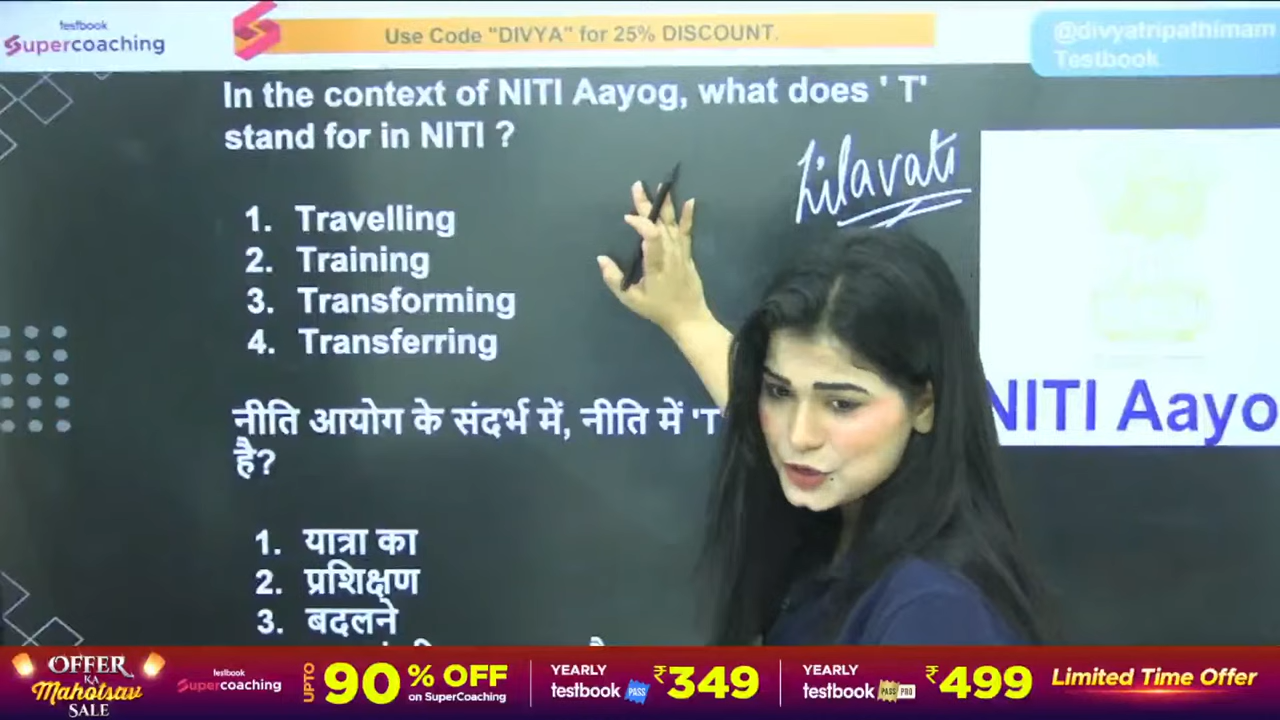 testbook
Supercoaching
Use Code "DIVYA" for 25% DISCOUNT.
@divyatripathimam
Testbook
In the context of NITI Aayog, what does ' T'
stand for in NITI ?
Lilavati
1. Travelling
2. Training
3. Transforming
4. Transferring
NITI Aayo
नीति आयोग के संदर्भ में, नीति में 'T'
है?
1. यात्रा का
2. प्रशिक्षण
3. बदलने
OFFER
KA
Mahotsav
SALE
testbook
Supercoaching
UPTO
90% OFF
on SuperCoaching
YEARLY
testbook PASS
₹349
YEARLY
testbook PASS PRO
₹499
Limited Time Offer